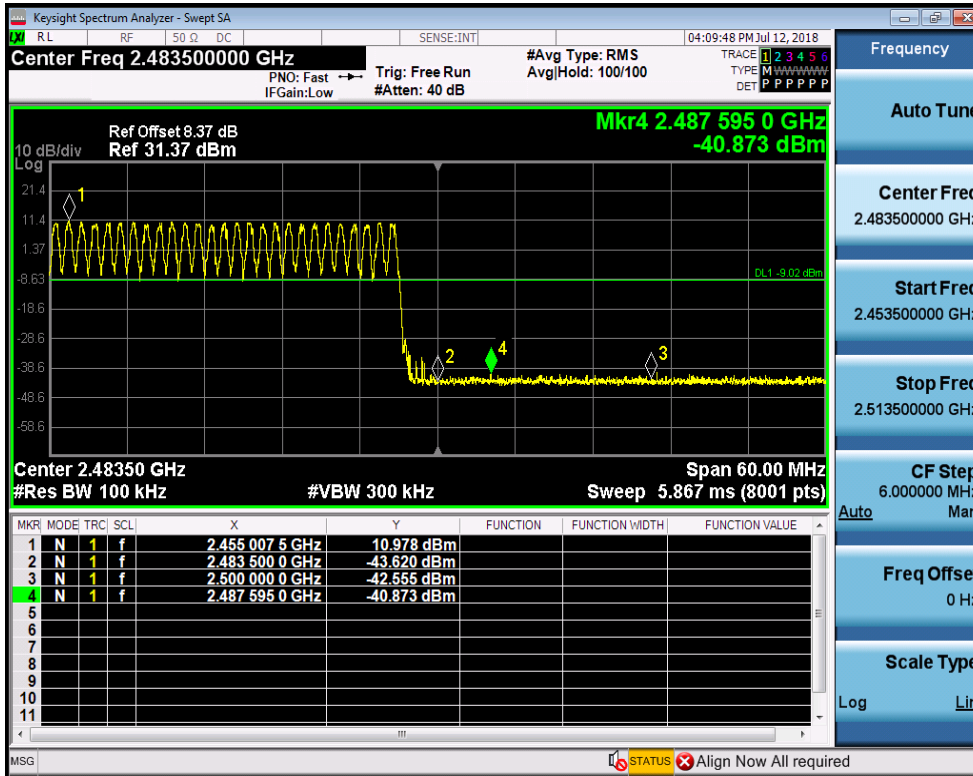 Keysight Spectrum Analyzer - Swept SA
LXI RL RF 50 Ω DC SENSE:INT 04:09:48 PM Jul 12, 2018
Center Freq 2.483500000 GHz
PNO: Fast
IFGain:Low
Trig: Free Run
#Atten: 40 dB
#Avg Type: RMS
Avg|Hold: 100/100
TRACE 1 2 3 4 5 6
TYPE M W W W W W
DET P P P P P P
Mkr4 2.487 595 0 GHz
-40.873 dBm
Ref Offset 8.37 dB
10 dB/div Ref 31.37 dBm
Log
21.4
11.4
1.37
-8.63
-18.6
-28.6
-38.6
-48.6
-58.6
1
2
4
3
DL1 -9.02 dBm
Center 2.48350 GHz Span 60.00 MHz
#Res BW 100 kHz #VBW 300 kHz Sweep 5.867 ms (8001 pts)
MKR MODE TRC SCL X Y FUNCTION FUNCTION WIDTH FUNCTION VALUE
1 N 1 f 2.455 007 5 GHz 10.978 dBm
2 N 1 f 2.483 500 0 GHz -43.620 dBm
3 N 1 f 2.500 000 0 GHz -42.555 dBm
4 N 1 f 2.487 595 0 GHz -40.873 dBm
5
6
7
8
9
10
11
MSG STATUS Align Now All required
Frequency
Auto Tune
Center Freq
2.483500000 GHz
Start Freq
2.453500000 GHz
Stop Freq
2.513500000 GHz
CF Step
6.000000 MHz
Auto Man
Freq Offset
0 Hz
Scale Type
Log Lin